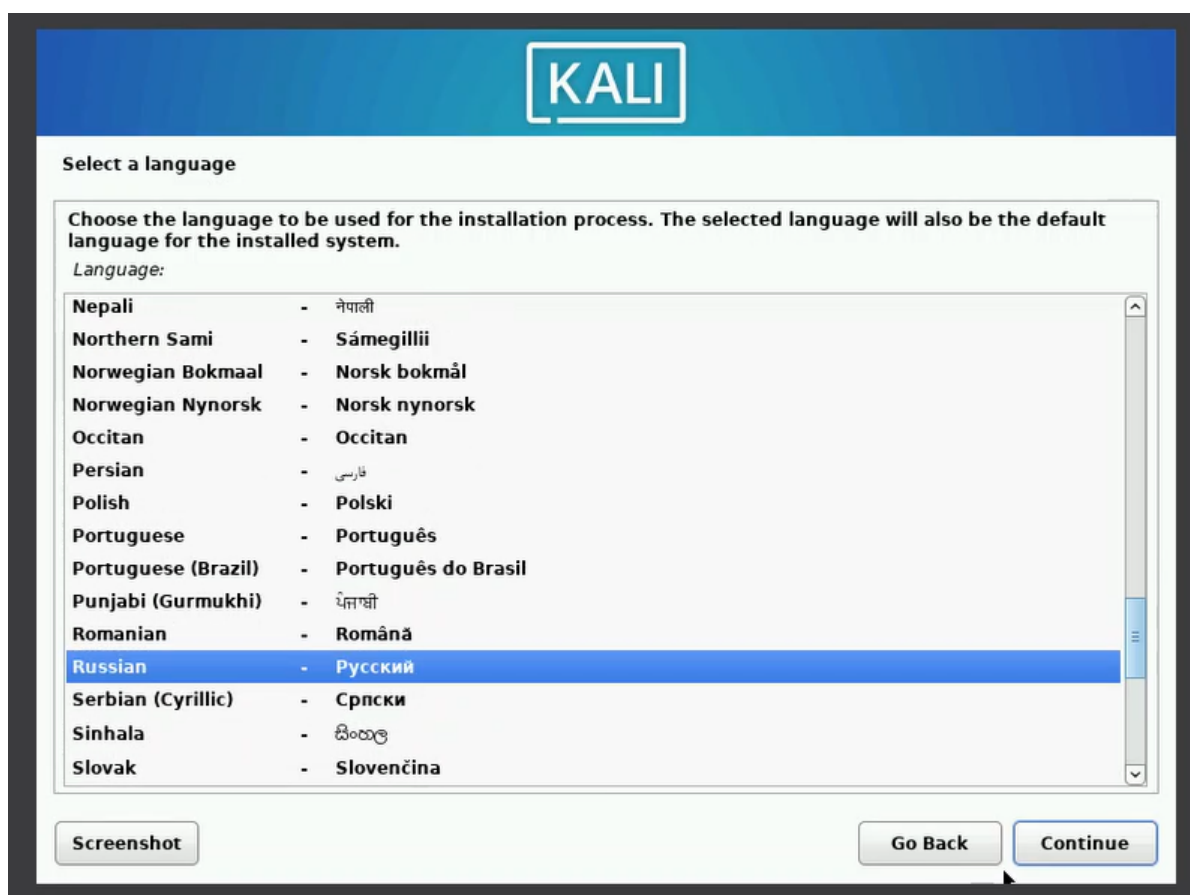 KALI
Select a language
Choose the language to be used for the installation process. The selected language will also be the default
language for the installed system.
Language:
Nepali - नेपाली
Northern Sami - Sámegillii
Norwegian Bokmaal - Norsk bokmål
Norwegian Nynorsk - Norsk nynorsk
Occitan - Occitan
Persian - فارسی
Polish - Polski
Portuguese - Português
Portuguese (Brazil) - Português do Brasil
Punjabi (Gurmukhi) - ਪੰਜਾਬੀ
Romanian - Română
Russian - Русский
Serbian (Cyrillic) - Српски
Sinhala - සිංහල
Slovak - Slovenčina
Screenshot
Go Back
Continue